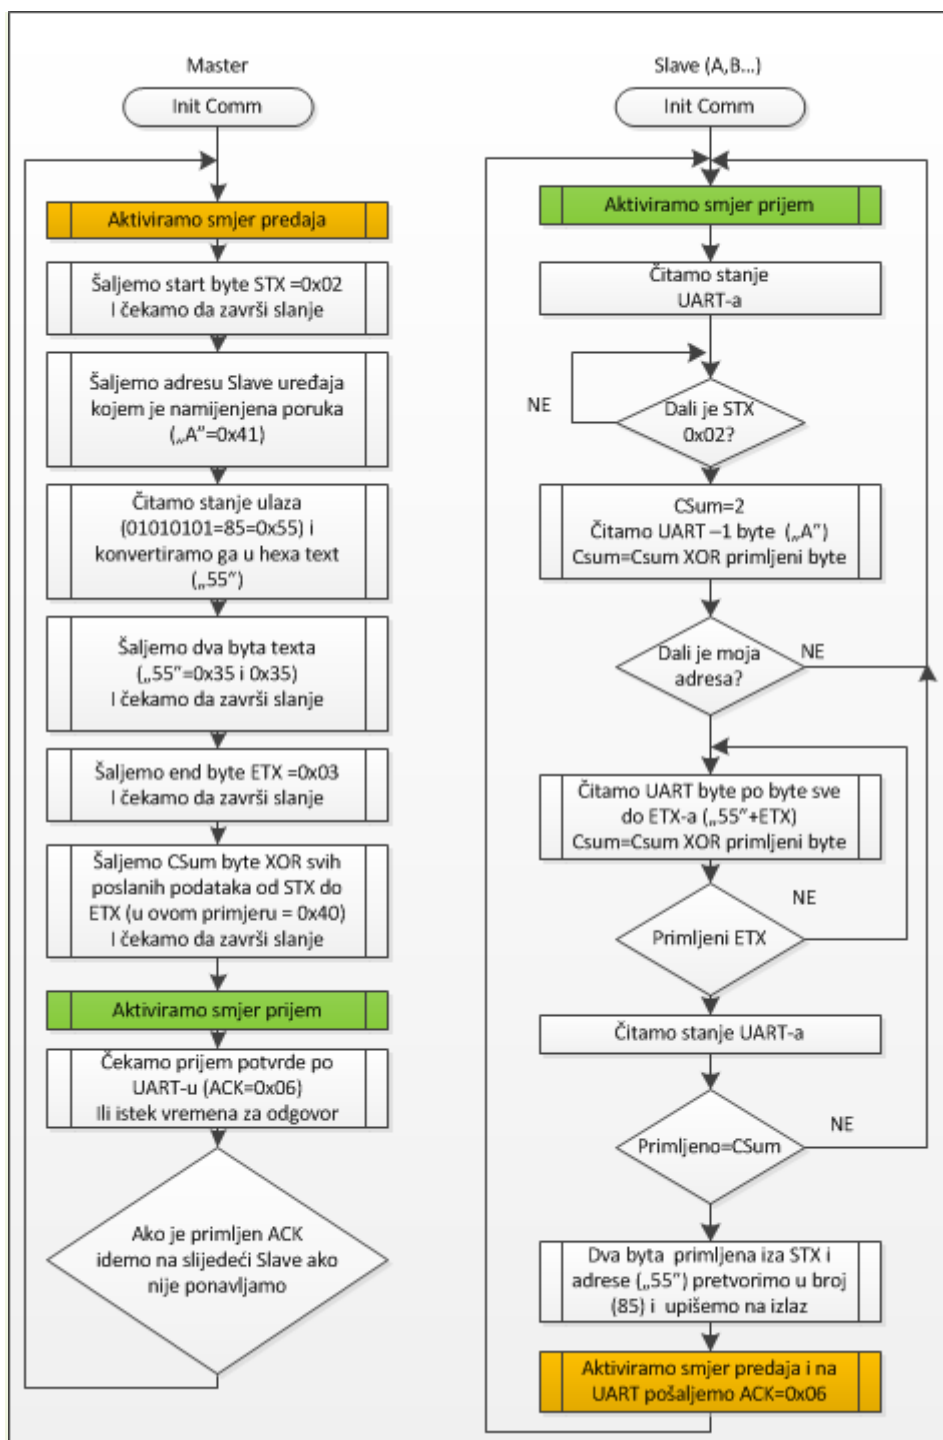 Master
Init Comm
Aktiviramo smjer predaja
Šaljemo start byte STX =0x02
I čekamo da završi slanje
Šaljemo adresu Slave uređaja
kojem je namijenjena poruka
(„A"=0x41)
Čitamo stanje ulaza
(01010101=85=0x55) i
konvertiramo ga u hexa text
(„55")
Šaljemo dva byta texta
(„55"=0x35 i 0x35)
I čekamo da završi slanje
Šaljemo end byte ETX =0x03
I čekamo da završi slanje
Šaljemo CSum byte XOR svih
poslanih podataka od STX do
ETX (u ovom primjeru = 0x40)
I čekamo da završi slanje
Aktiviramo smjer prijem
Čekamo prijem potvrde po
UART-u (ACK=0x06)
Ili istek vremena za odgovor
Ako je primljen ACK
idemo na slijedeći Slave ako
nije ponavljamo
Slave (A,B...)
Init Comm
Aktiviramo smjer prijem
Čitamo stanje
UART-a
NE
Dali je STX
0x02?
CSum=2
Čitamo UART –1 byte („A")
Csum=Csum XOR primljeni byte
Dali je moja
adresa?
NE
Čitamo UART byte po byte sve
do ETX-a („55"+ETX)
Csum=Csum XOR primljeni byte
NE
Primljeni ETX
Čitamo stanje UART-a
NE
Primljeno=CSum
Dva byta primljena iza STX i
adrese („55") pretvorimo u broj
(85) i upišemo na izlaz
Aktiviramo smjer predaja i na
UART pošaljemo ACK=0x06